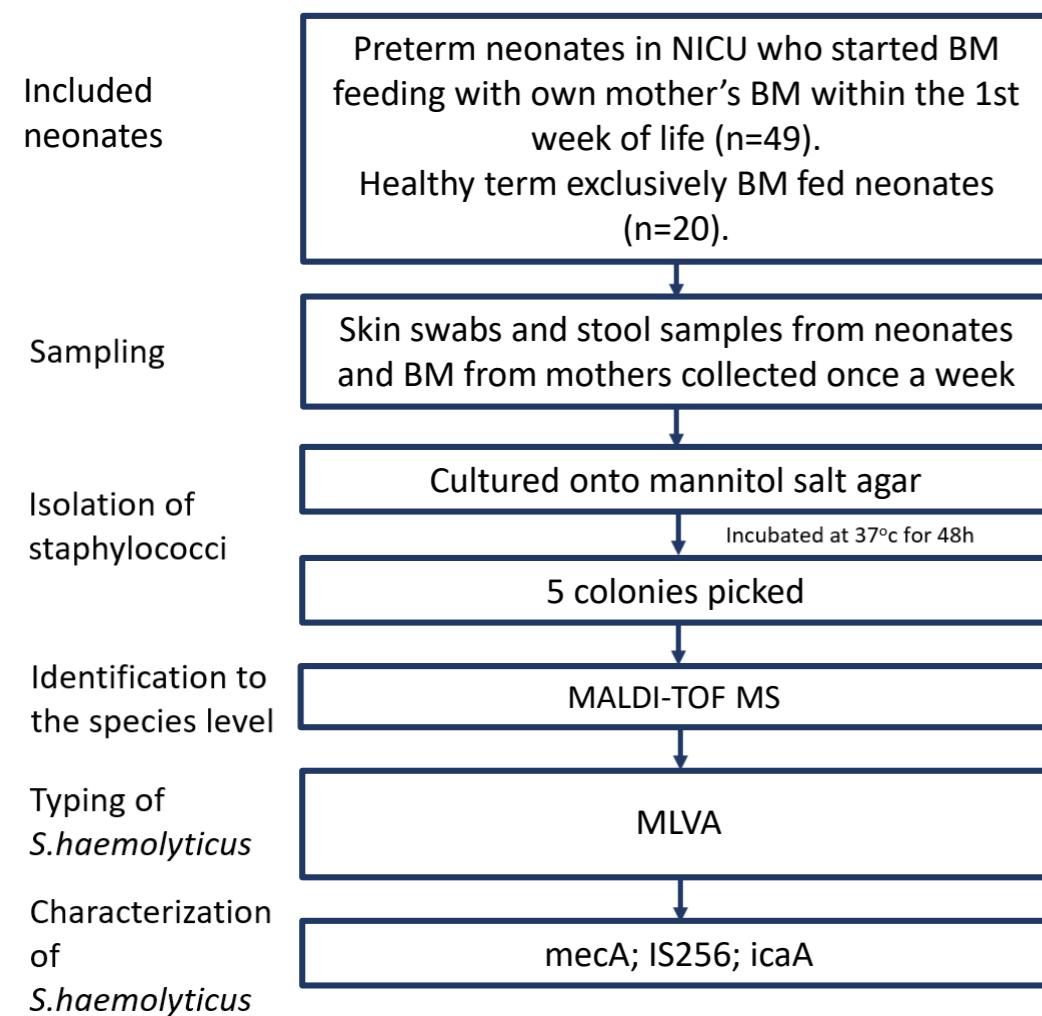 Included
neonates
Preterm neonates in NICU who started BM
feeding with own mother's BM within the 1st
week of life (n=49).
Healthy term exclusively BM fed neonates
(n=20).
Sampling
Skin swabs and stool samples from neonates
and BM from mothers collected once a week
Isolation of
staphylococci
Cultured onto mannitol salt agar
Incubated at 37°c for 48h
5 colonies picked
Identification to
the species level
MALDI-TOF MS
Typing of
S.haemolyticus
MLVA
Characterization
of
S.haemolyticus
mecA; IS256; icaA